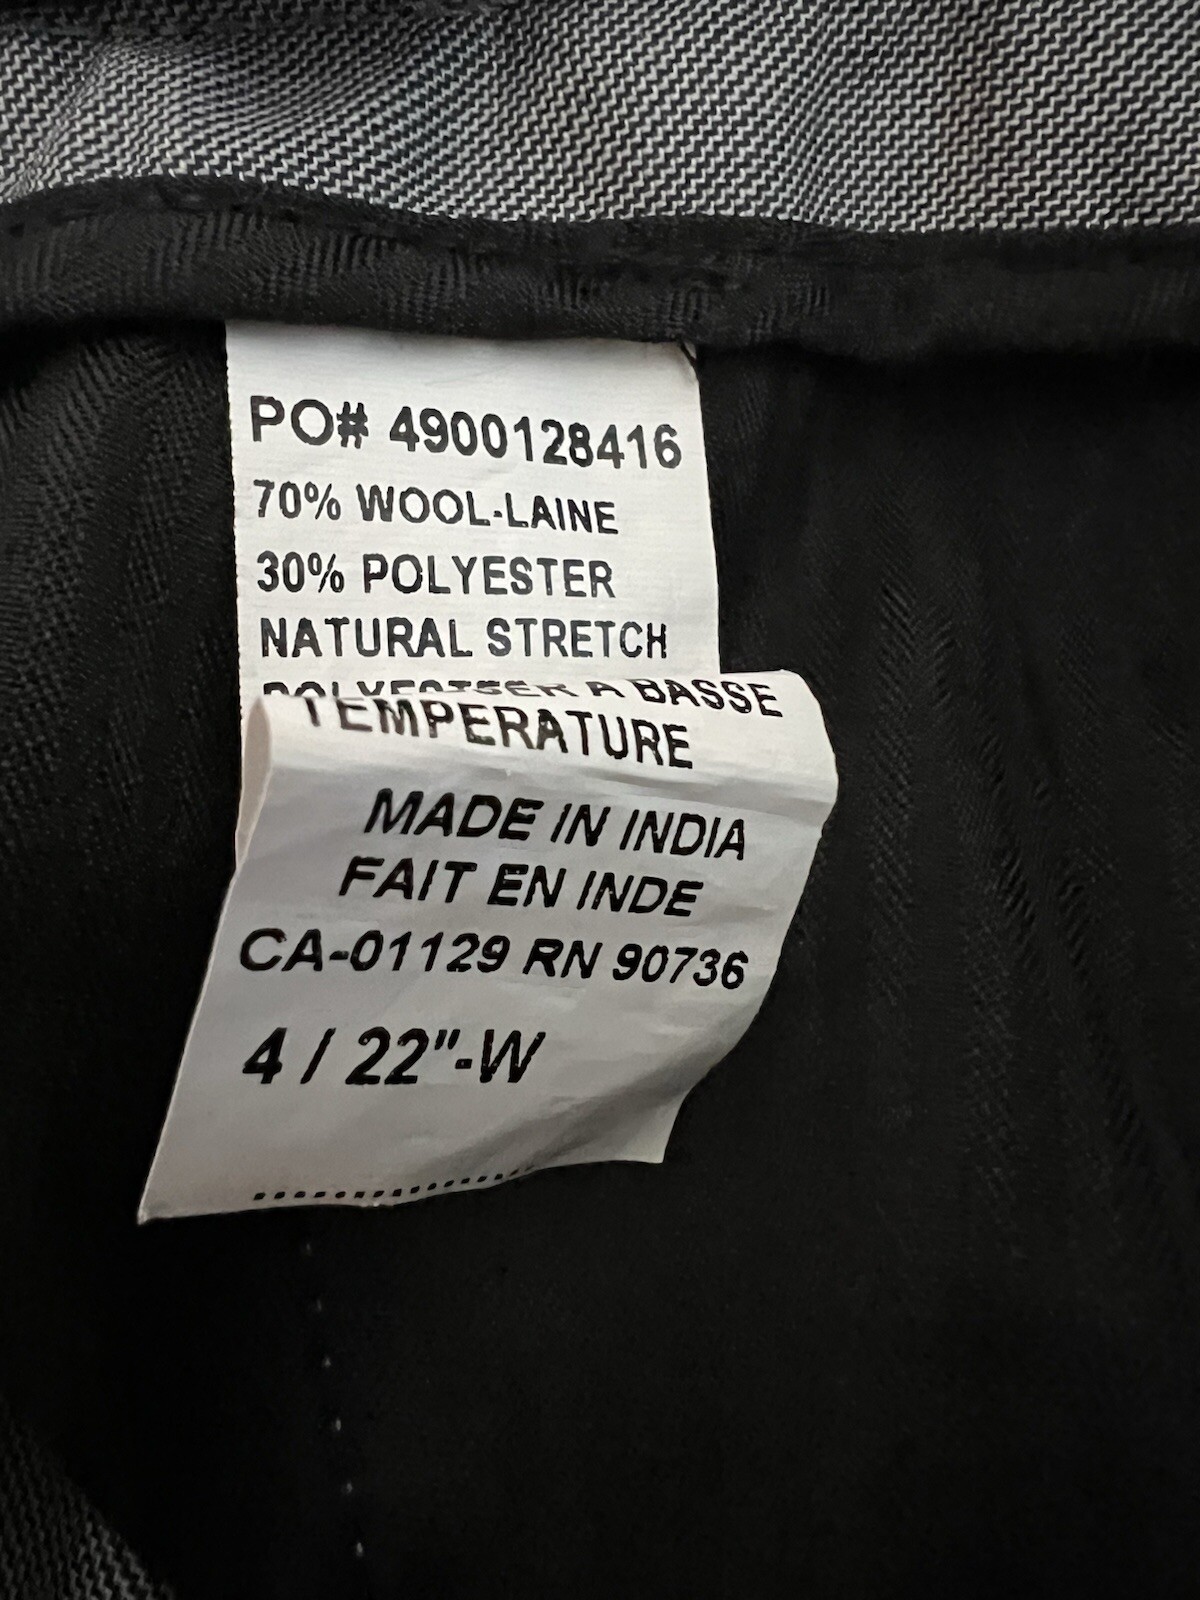 PO# 4900128416
70% WOOL-LAINE
30% POLYESTER
NATURAL STRETCH
A BASSE
TEMPERATURE
MADE IN INDIA
FAIT EN INDE
CA-01129 RN 90736
4 / 22"-W